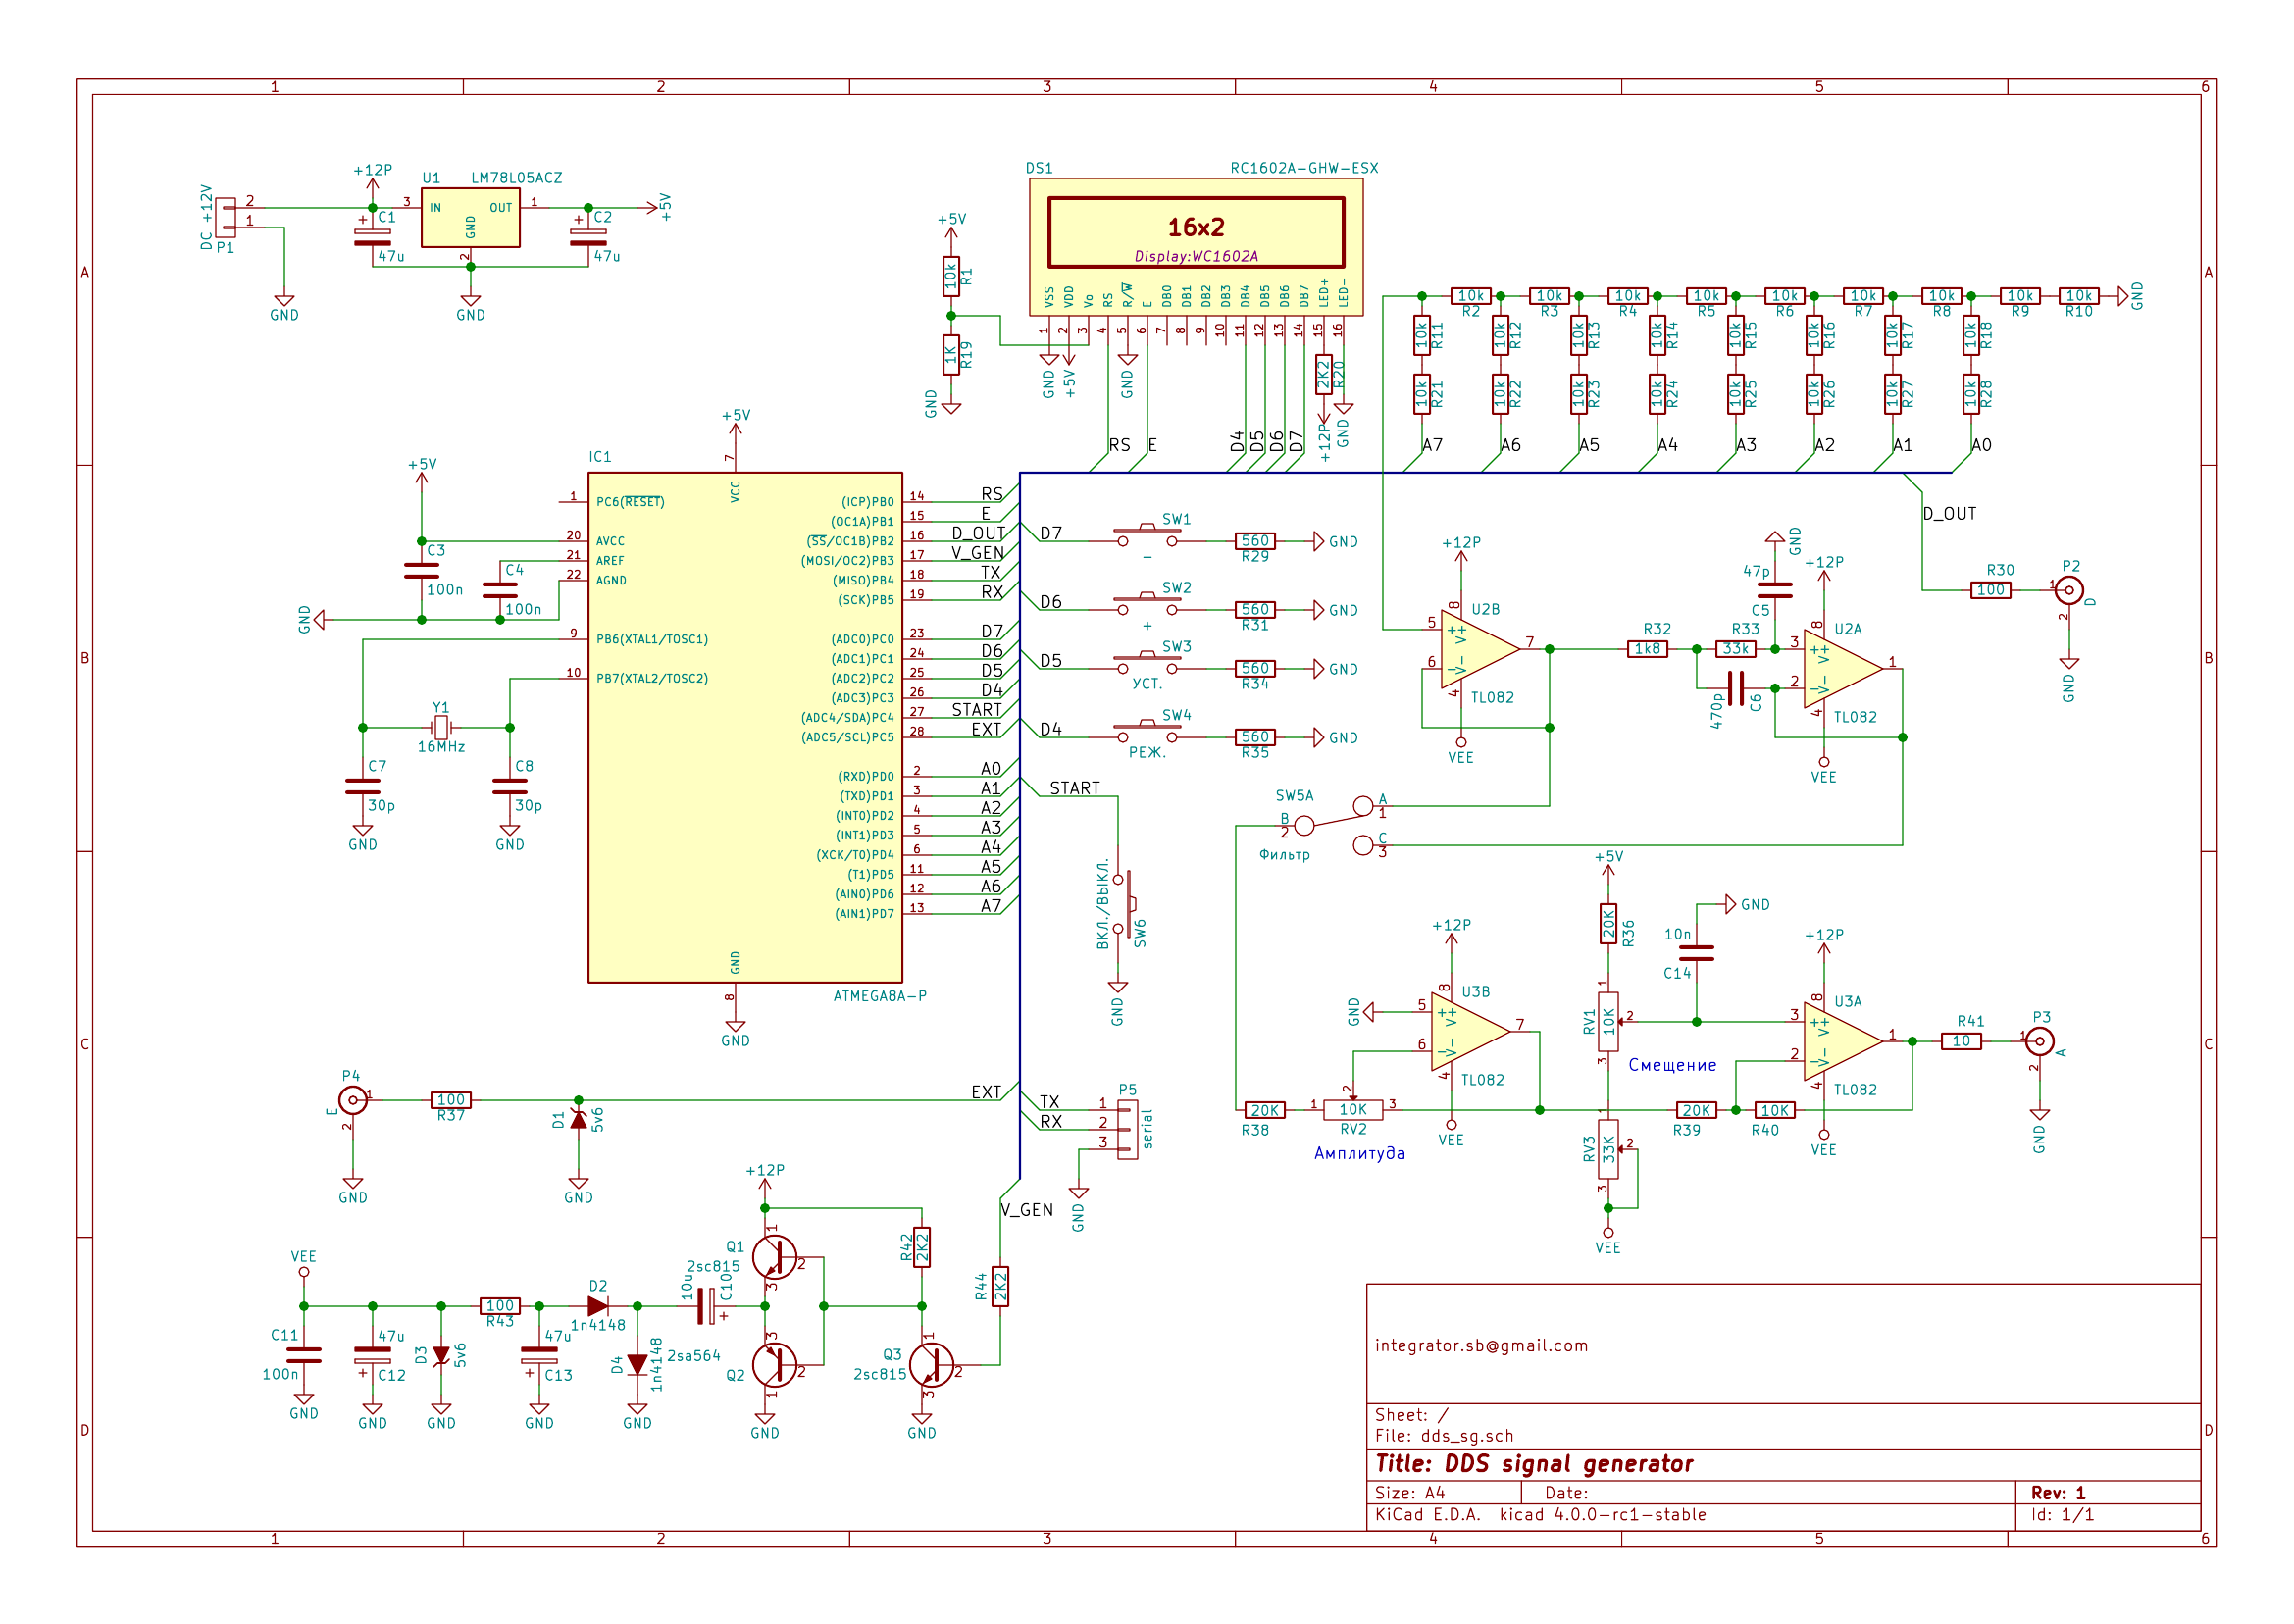 1 2 3 4 5 6
A
B
C
D
DC +12V
P1
2
1
GND
+12P
C1
47u
U1 LM78L05ACZ
3 IN OUT 1
GND
2
GND
C2
47u
+5V
+5V
10k R1
1K R19
GND
DS1 RC1602A-GHW-ESX
16x2
Display:WC1602A
VSS VDD Vo RS R/W E DB0 DB1 DB2 DB3 DB4 DB5 DB6 DB7 LED+ LED-
1 2 3 4 5 6 7 8 9 10 11 12 13 14 15 16
GND +5V GND 2K2 R20 +12P GND
RS E D4 D5 D6 D7
10k 10k 10k 10k 10k 10k 10k 10k 10k GND
R2 R3 R4 R5 R6 R7 R8 R9 R10
10k R11 10k R12 10k R13 10k R14 10k R15 10k R16 10k R17 10k R18
10k R21 10k R22 10k R23 10k R24 10k R25 10k R26 10k R27 10k R28
A7 A6 A5 A4 A3 A2 A1 A0
D_OUT
+5V
C3
100n
C4
100n
GND
Y1
16MHz
C7
30p
GND
C8
30p
GND
IC1
+5V
7
VCC
1 PC6(RESET)
20 AVCC
21 AREF
22 AGND
9 PB6(XTAL1/TOSC1)
10 PB7(XTAL2/TOSC2)
(ICP)PB0 14 RS
(OC1A)PB1 15 E
(SS/OC1B)PB2 16 D_OUT
(MOSI/OC2)PB3 17 V_GEN
(MISO)PB4 18 TX
(SCK)PB5 19 RX
(ADC0)PC0 23 D7
(ADC1)PC1 24 D6
(ADC2)PC2 25 D5
(ADC3)PC3 26 D4
(ADC4/SDA)PC4 27 START
(ADC5/SCL)PC5 28 EXT
(RXD)PD0 2 A0
(TXD)PD1 3 A1
(INT0)PD2 4 A2
(INT1)PD3 5 A3
(XCK/T0)PD4 6 A4
(T1)PD5 11 A5
(AIN0)PD6 12 A6
(AIN1)PD7 13 A7
GND
8
ATMEGA8A-P
GND
D7 SW1 - 560 R29 GND
D6 SW2 + 560 R31 GND
D5 SW3 УСТ. 560 R34 GND
D4 SW4 РЕЖ. 560 R35 GND
START
ВКЛ./ВЫКЛ.
SW6
GND
+12P
8
U2B
5 + V+
6 - V-
7
4
TL082
VEE
R32
1k8
R33
33k
47p
C5
GND
470p
C6
+12P
8
U2A
3 + V+
2 - V-
1
4
TL082
VEE
R30
100
P2
1
D
2
GND
SW5A
A
1
B
2
C
3
Фильтр
20K
R38
1 10K 3
2
RV2
Амплитуда
+12P
8
U3B
GND
5 + V+
6 - V-
7
4
TL082
VEE
+5V
20K R36
1
RV1 10K 2
3
Смещение
1
RV3 33K 2
3
VEE
10n
C14
GND
20K
R39
10K
R40
+12P
8
U3A
3 + V+
2 - V-
1
4
TL082
VEE
R41
10
P3
1
A
2
GND
P4
E
1
2
GND
100
R37
D1
5v6
GND
EXT
TX
RX
P5
1
2
3
serial
GND
V_GEN
R44 2K2
+12P
1
Q1
2sc815
2
3
R42 2K2
3
2sa564
Q2
2
1
GND
Q3
2sc815
1
2
3
GND
VEE
C11
100n
GND
47u
C12
GND
D3
5v6
GND
100
R43
47u
C13
GND
D2
1n4148
D4
1n4148
GND
10u
C10
integrator.sb@gmail.com
Sheet: /
File: dds_sg.sch
Title: DDS signal generator
Size: A4 Date: Rev: 1
KiCad E.D.A. kicad 4.0.0-rc1-stable Id: 1/1
A
B
C
D
1 2 3 4 5 6